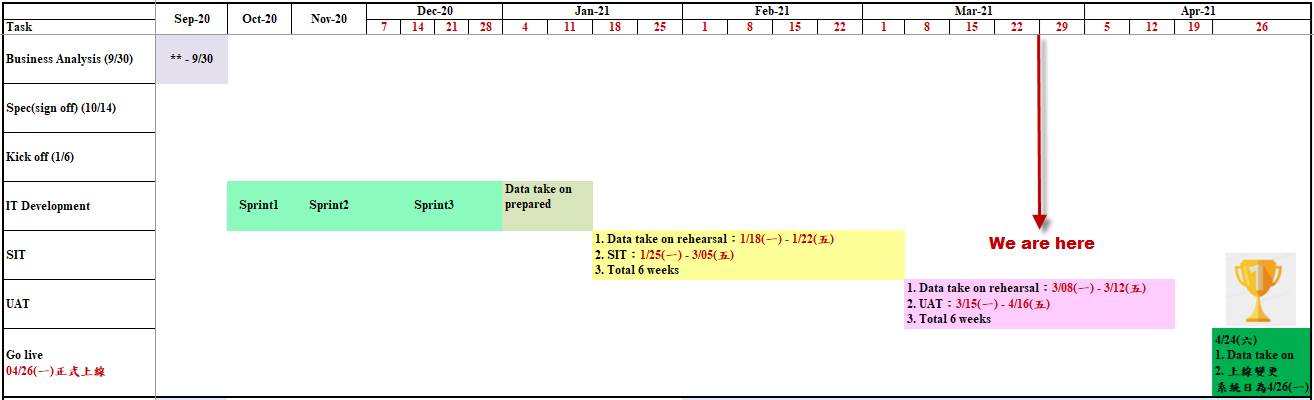 Task Sep-20 Oct-20 Nov-20 Dec-20 Jan-21 Feb-21 Mar-21 Apr-21
7 14 21 28 4 11 18 25 1 8 15 22 1 8 15 22 29 5 12 19 26
Business Analysis (9/30) ** - 9/30
Spec(sign off) (10/14)
Kick off (1/6)
IT Development Sprint1 Sprint2 Sprint3
Data take on
prepared
We are here
SIT
1. Data take on rehearsal：1/18(一) - 1/22(五)
2. SIT：1/25(一) - 3/05(五)
3. Total 6 weeks
UAT
1. Data take on rehearsal：3/08(一) - 3/12(五)
2. UAT：3/15(一) - 4/16(五)
3. Total 6 weeks
1
Go live
04/26(一)正式上線
4/24(六)
1. Data take on
2. 上線變更
系統日為4/26(一)